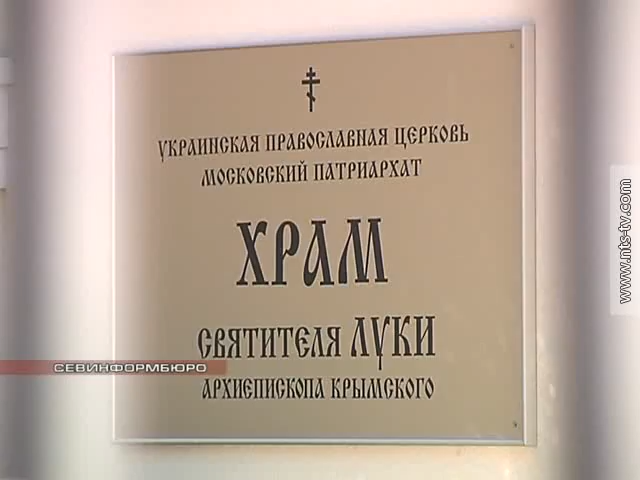 УКРАИНСКАЯ ПРАВОСЛАВНАЯ ЦЕРКОВЬ
МОСКОВСКИЙ ПАТРИАРХАТ
ХРАМ
СВЯТИТЕЛЯ ЛУКИ
АРХИЕПИСКОПА КРЫМСКОГО
СЕВИНФОРМБЮРО
www.nts-tv.com